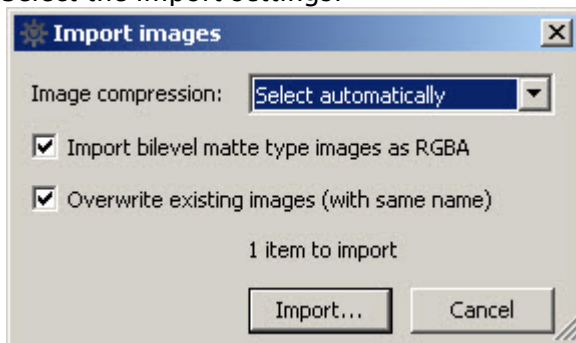 Select the import settings.
Import images
Image compression: Select automatically
Import bilevel matte type images as RGBA
Overwrite existing images (with same name)
1 item to import
Import... Cancel